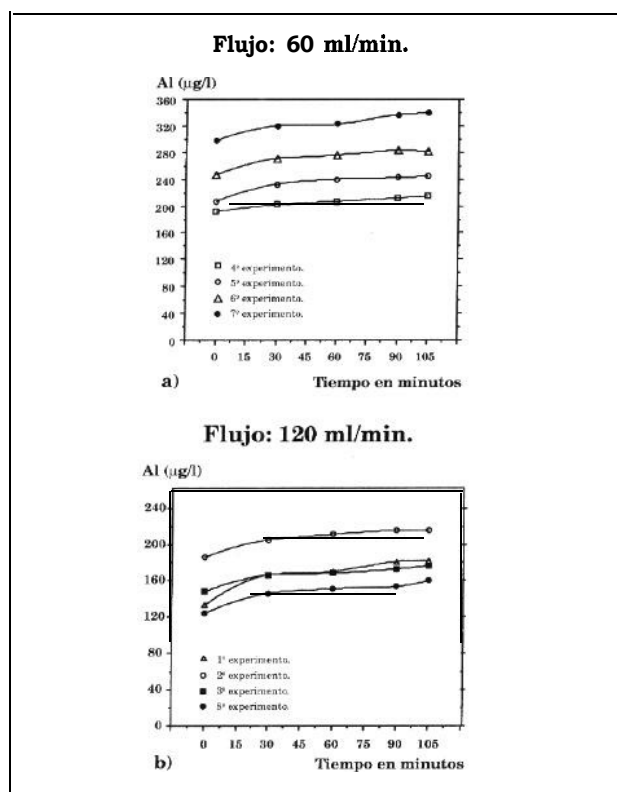 Flujo: 60 ml/min.
Al (µg/l)
360
320
280
240
200
160
120
80
40
0
4º experimento.
5º experimento.
6º experimento.
7º experimento.
0 15 30 45 60 75 90 105
a) Tiempo en minutos
Flujo: 120 ml/min.
Al (µg/l)
240
200
160
120
80
40
0
1º experimento.
2º experimento.
3º experimento.
5º experimento.
0 15 30 45 60 75 90 105
b) Tiempo en minutos